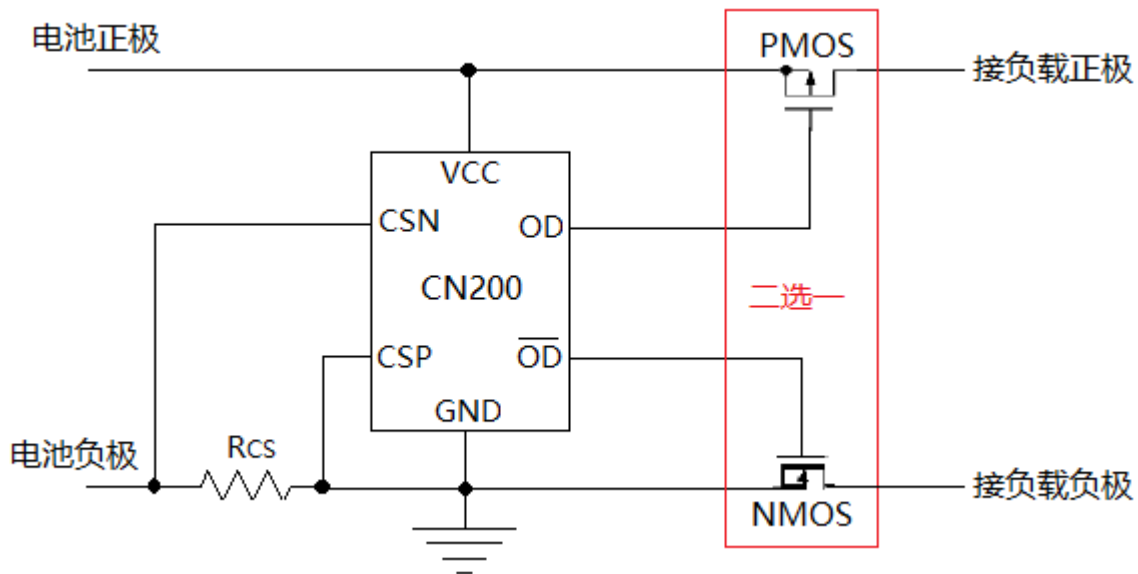 电池正极
PMOS
接负载正极
VCC
CSN
OD
CN200
二选一
CSP
O̅D̅
GND
电池负极
RCS
接负载负极
NMOS